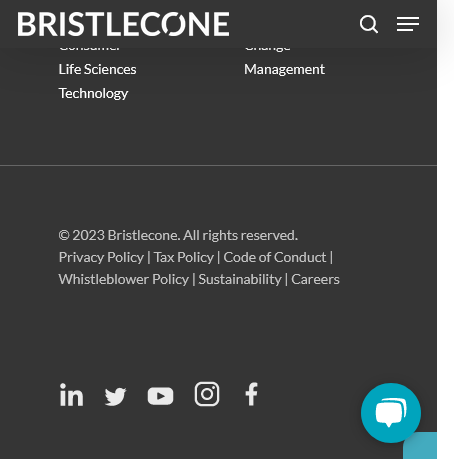 BRISTLECONE
Consumer
Change
Life Sciences
Management
Technology
© 2023 Bristlecone. All rights reserved.
Privacy Policy | Tax Policy | Code of Conduct |
Whistleblower Policy | Sustainability | Careers